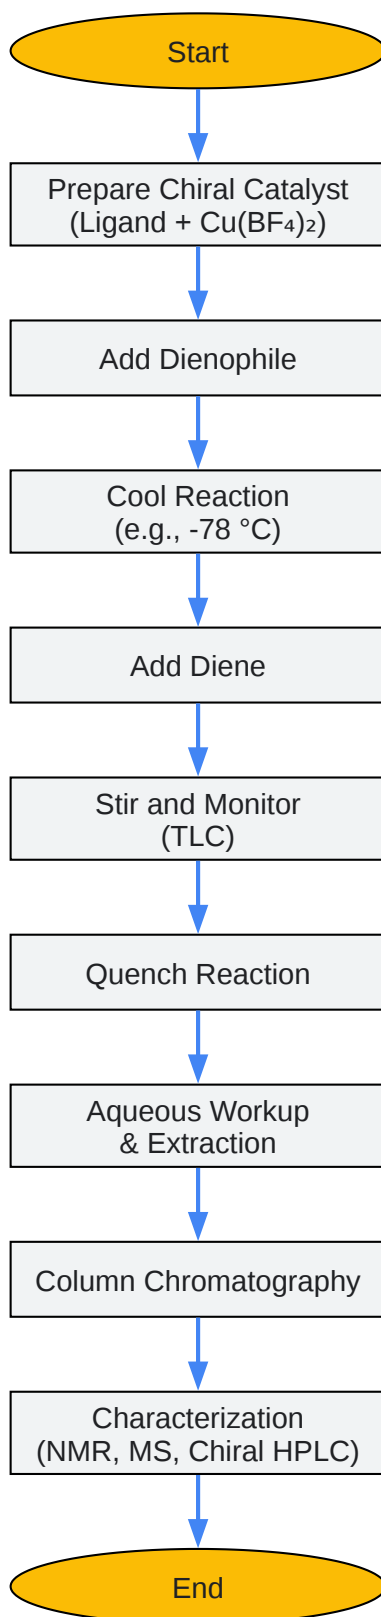 Start
Prepare Chiral Catalyst
(Ligand + Cu(BF₄)₂)
Add Dienophile
Cool Reaction
(e.g., -78 °C)
Add Diene
Stir and Monitor
(TLC)
Quench Reaction
Aqueous Workup
& Extraction
Column Chromatography
Characterization
(NMR, MS, Chiral HPLC)
End